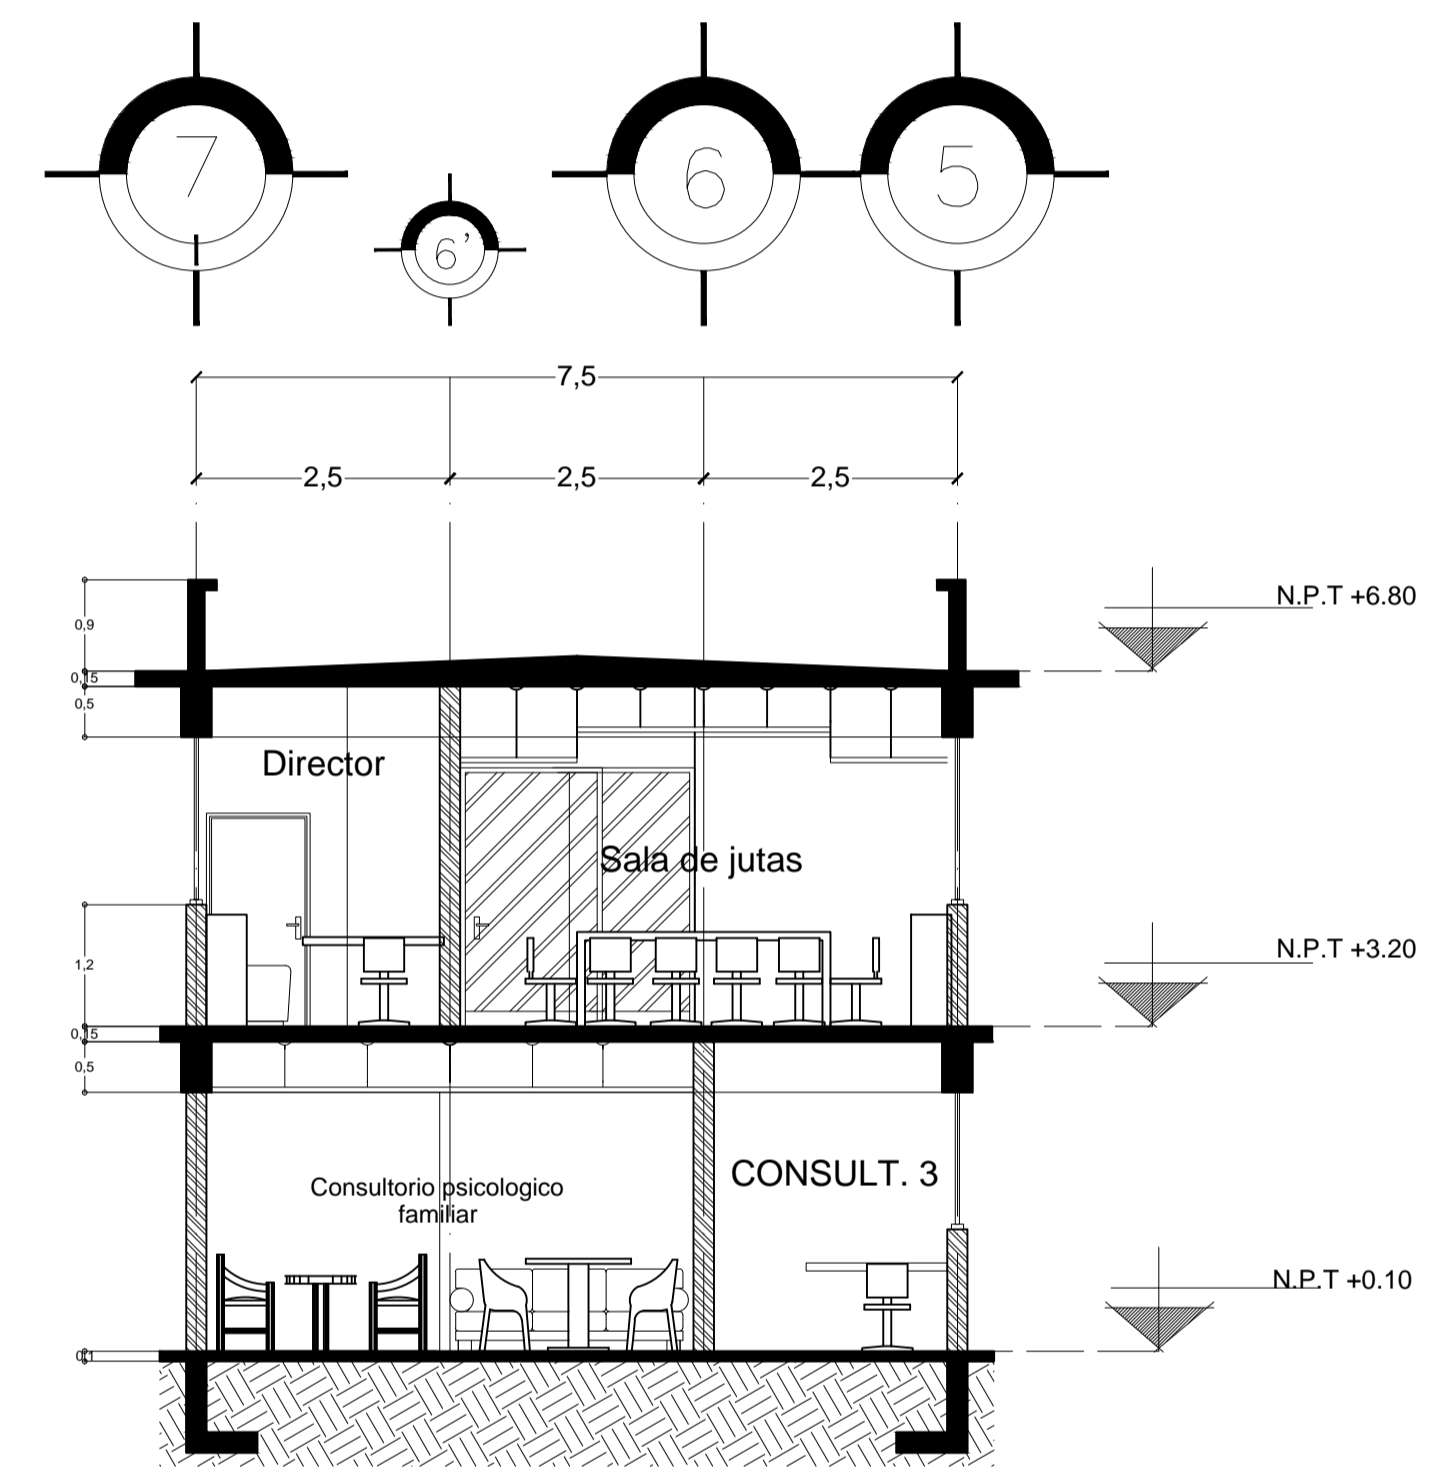 7
6'
6
5
7,5
2,5
2,5
2,5
0,9
N.P.T +6.80
0,15
0,5
Director
Sala de jutas
N.P.T +3.20
1,2
0,15
0,5
CONSULT. 3
Consultorio psicologico
familiar
N.P.T +0.10
0,1